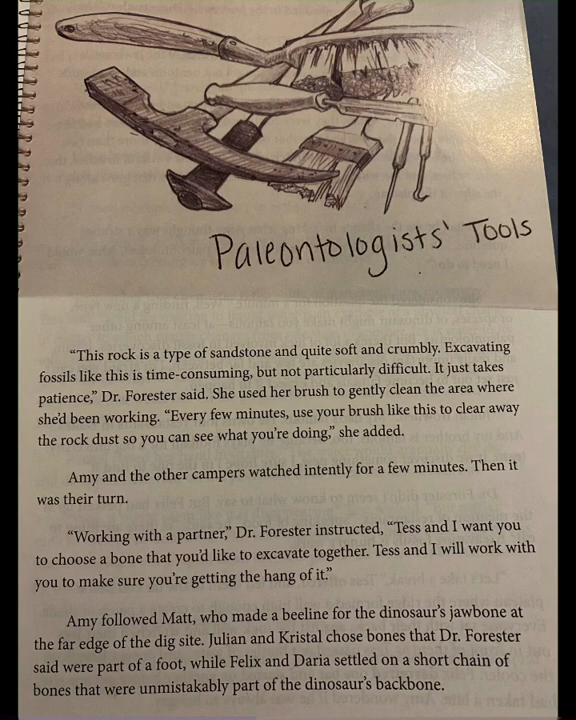 Paleontologists' Tools
“This rock is a type of sandstone and quite soft and crumbly. Excavating
fossils like this is time-consuming, but not particularly difficult. It just takes
patience,” Dr. Forester said. She used her brush to gently clean the area where
she’d been working. “Every few minutes, use your brush like this to clear away
the rock dust so you can see what you’re doing,” she added.
Amy and the other campers watched intently for a few minutes. Then it
was their turn.
“Working with a partner,” Dr. Forester instructed, “Tess and I want you
to choose a bone that you’d like to excavate together. Tess and I will work with
you to make sure you’re getting the hang of it.”
Amy followed Matt, who made a beeline for the dinosaur’s jawbone at
the far edge of the dig site. Julian and Kristal chose bones that Dr. Forester
said were part of a foot, while Felix and Daria settled on a short chain of
bones that were unmistakably part of the dinosaur’s backbone.